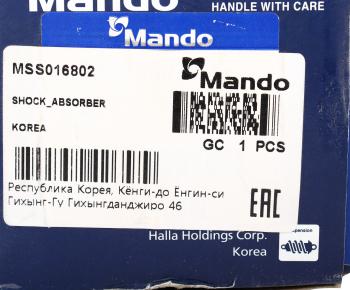 Mando
HANDLE WITH CARE
Mando
MSS016802
Mando
SHOCK_ABSORBER
KOREA
GC 1 PCS
Республика Корея, Кёнги-до Ёнгин-си
Гихынг-Гу Гихынгданджиро 46
EAC
Halla Holdings Corp.
Korea